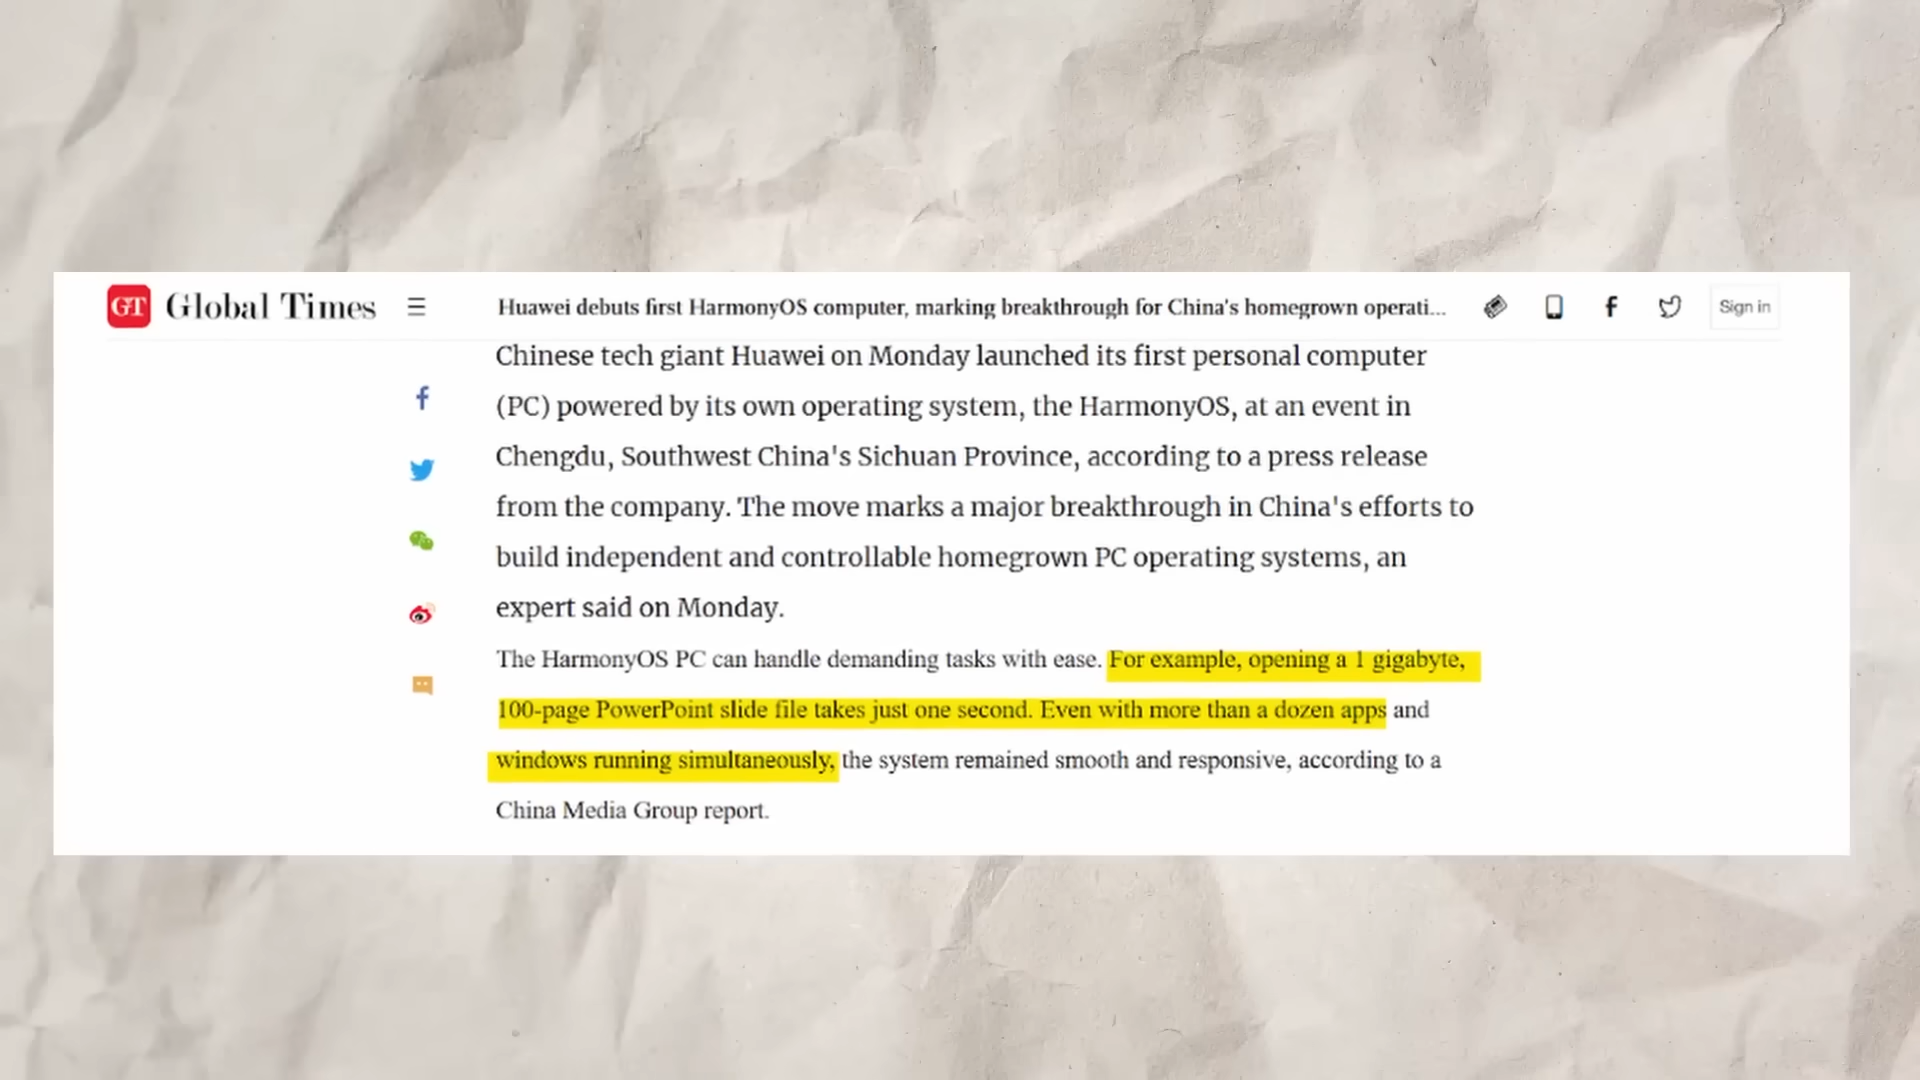 GT Global Times
Huawei debuts first HarmonyOS computer, marking breakthrough for China's homegrown operati...
Sign in
Chinese tech giant Huawei on Monday launched its first personal computer
(PC) powered by its own operating system, the HarmonyOS, at an event in
Chengdu, Southwest China's Sichuan Province, according to a press release
from the company. The move marks a major breakthrough in China's efforts to
build independent and controllable homegrown PC operating systems, an
expert said on Monday.
The HarmonyOS PC can handle demanding tasks with ease. For example, opening a 1 gigabyte,
100-page PowerPoint slide file takes just one second. Even with more than a dozen apps and
windows running simultaneously, the system remained smooth and responsive, according to a
China Media Group report.